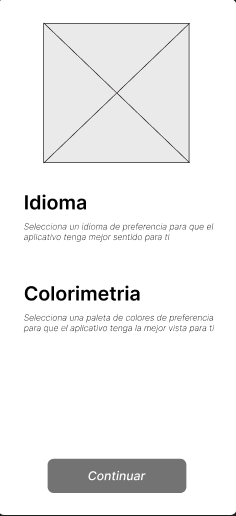 Idioma
Selecciona un idioma de preferencia para que el
aplicativo tenga mejor sentido para ti
Colorimetria
Selecciona una paleta de colores de preferencia
para que el aplicativo tenga la mejor vista para ti
Continuar